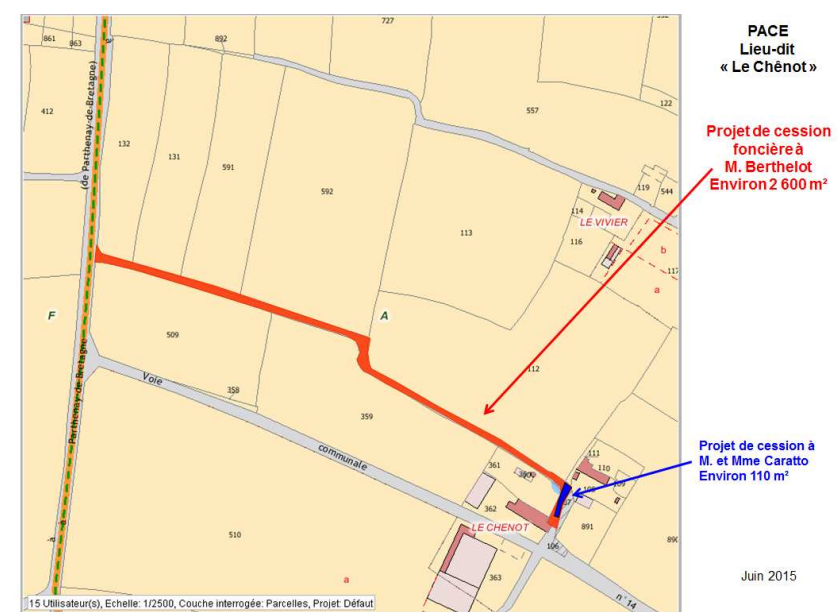 PACE
Lieu-dit
« Le Chênot »
Projet de cession
foncière à
M. Berthelot
Environ 2 600 m²
Projet de cession à
M. et Mme Caratto
Environ 110 m²
Juin 2015
727
861
863
892
412
132
131
591
592
557
122
(de Parthenay-de-Bretagne)
119
544
114
LE VIVIER
116
113
b
117
a
F
A
509
112
Parthenay-de-Bretagne
Voie
358
359
communale
361
111
110
109
362
LE CHENOT
891
890
106
510
363
a
n° 14
15 Utilisateur(s), Echelle: 1/2500, Couche interrogée: Parcelles, Projet: Défaut